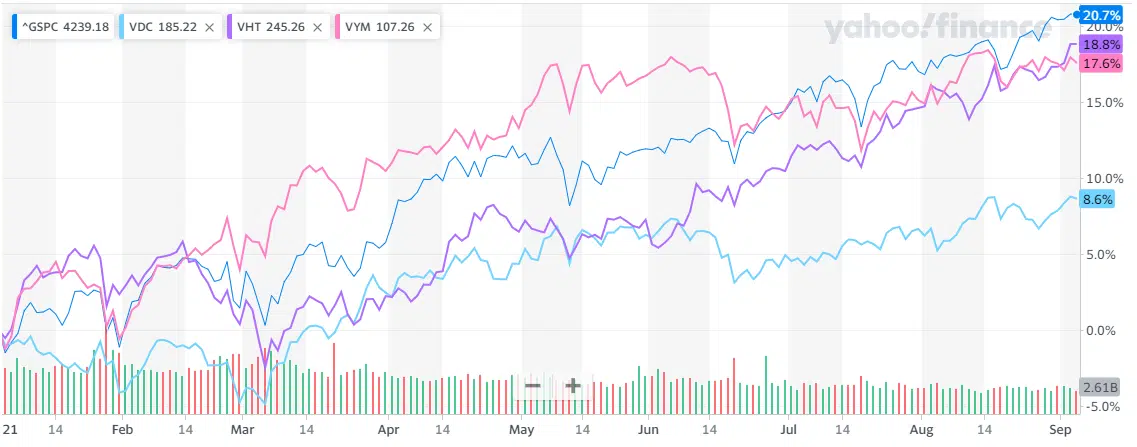 ^GSPC 4239.18 VDC 185.22 × VHT 245.26 × VYM 107.26 ×
yahoo!finance
20.7%
20.0%
18.8%
17.6%
15.0%
10.0%
8.6%
5.0%
0.0%
2.61B
-5.0%
21 14 Feb 14 Mar 14 Apr 14 May 14 Jun 14 Jul 14 Aug 14 Sep